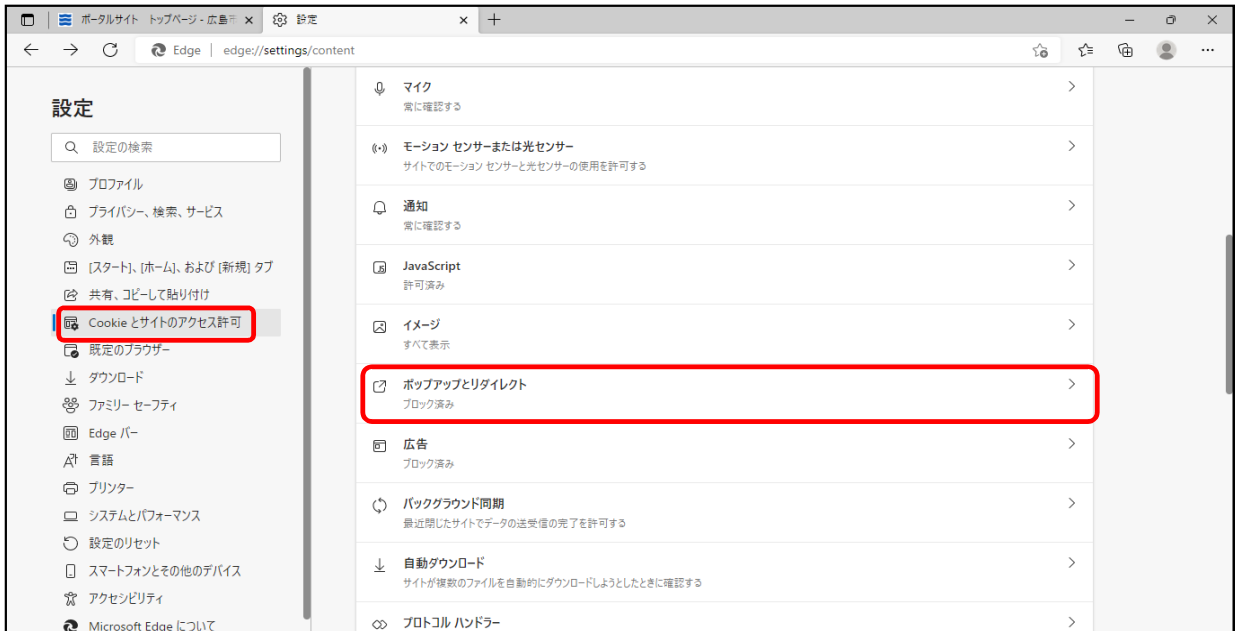 ポータルサイト トップページ - 広島市
設定
Edge
edge://settings/content
設定
設定の検索
プロファイル
プライバシー、検索、サービス
外観
[スタート]、[ホーム]、および [新規] タブ
共有、コピーして貼り付け
Cookie とサイトのアクセス許可
既定のブラウザー
ダウンロード
ファミリー セーフティ
Edge バー
言語
プリンター
システムとパフォーマンス
設定のリセット
スマートフォンとその他のデバイス
アクセシビリティ
Microsoft Edge について
マイク
常に確認する
モーション センサーまたは光センサー
サイトでのモーション センサーと光センサーの使用を許可する
通知
常に確認する
JavaScript
許可済み
イメージ
すべて表示
ポップアップとリダイレクト
ブロック済み
広告
ブロック済み
バックグラウンド同期
最近閉じたサイトでデータの送受信の完了を許可する
自動ダウンロード
サイトが複数のファイルを自動的にダウンロードしようとしたときに確認する
プロトコル ハンドラー